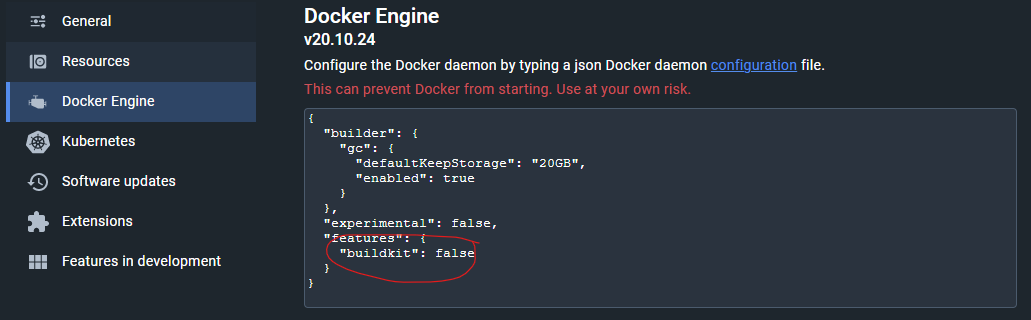 General
Resources
Docker Engine
Kubernetes
Software updates
Extensions
Features in development
Docker Engine
v20.10.24
Configure the Docker daemon by typing a json Docker daemon configuration file.
This can prevent Docker from starting. Use at your own risk.
{
  "builder": {
    "gc": {
      "defaultKeepStorage": "20GB",
      "enabled": true
    }
  },
  "experimental": false,
  "features": {
    "buildkit": false
  }
}